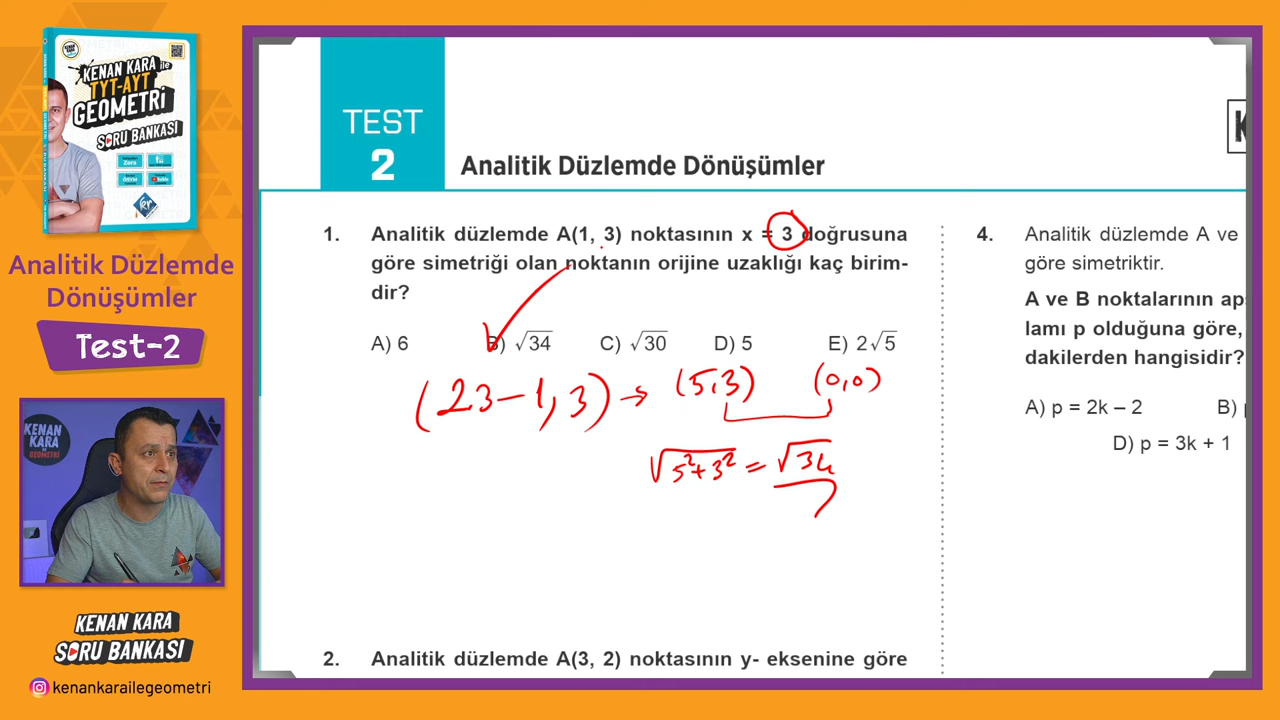 KENAN KARA ile
TYT-AYT
GEOMETRİ
SORU BANKASI
Analitik Düzlemde
Dönüşümler
Test-2
KENAN
KARA
GEOMETRİ
KENAN KARA
SORU BANKASI
kenankarailegeometri
TEST
2
Analitik Düzlemde Dönüşümler
1. Analitik düzlemde A(1, 3) noktasının x = 3 doğrusuna
göre simetriği olan noktanın orijine uzaklığı kaç birim-
dir?
A) 6 B) √34 C) √30 D) 5 E) 2√5
(2.3-1,3) → (5,3) (0,0)
√5²+3² = √34
2. Analitik düzlemde A(3, 2) noktasının y- eksenine göre
4. Analitik düzlemde A ve
göre simetriktir.
A ve B noktalarının ap
lamı p olduğuna göre,
dakilerden hangisidir?
A) p = 2k – 2 B)
D) p = 3k + 1